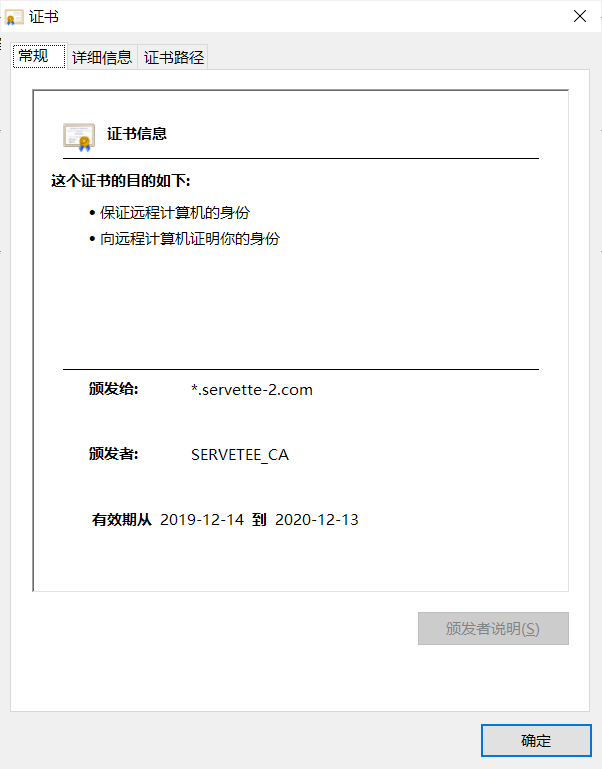 证书
常规 详细信息 证书路径
证书信息
这个证书的目的如下:
• 保证远程计算机的身份
• 向远程计算机证明你的身份
颁发给: *.servette-2.com
颁发者: SERVETEE_CA
有效期从 2019-12-14 到 2020-12-13
颁发者说明(S)
确定